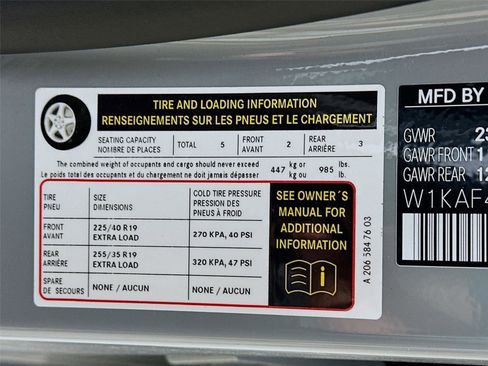 TIRE AND LOADING INFORMATION
RENSEIGNEMENTS SUR LES PNEUS ET LE CHARGEMENT
SEATING CAPACITY TOTAL 5 FRONT 2 REAR 3
NOMBRE DE PLACES AVANT ARRIÈRE
The combined weight of occupants and cargo should never exceed 447 kg or 985 lbs.
Le poids total des occupants et du chargement ne doit jamais dépasser kg ou lb.
TIRE SIZE COLD TIRE PRESSURE
PNEU DIMENSIONS PRESSION DES
PNEUS À FROID
FRONT 225/40 R19 270 KPA, 40 PSI
AVANT EXTRA LOAD
REAR 255/35 R19 320 KPA, 47 PSI
ARRIÈRE EXTRA LOAD
SPARE NONE / AUCUN NONE / AUCUN
DE SECOURS
SEE OWNER´S
MANUAL FOR
ADDITIONAL
INFORMATION
A 206 584 76 03
MFD BY
GVWR 23
GAWR FRONT 1
GAWR REAR 12
W1KAF4